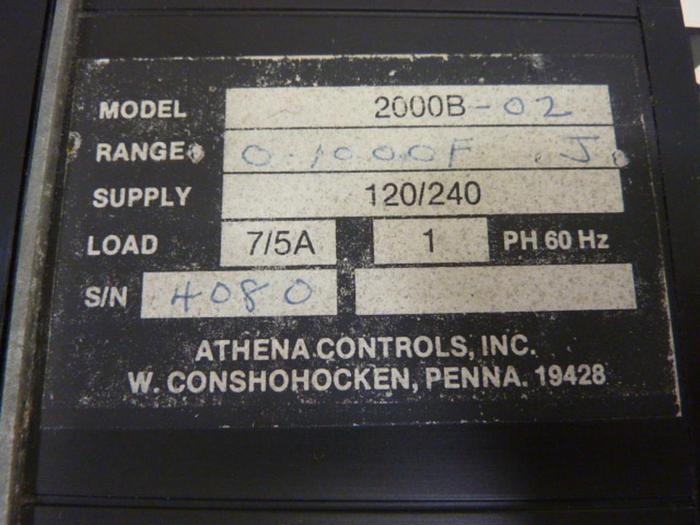 MODEL 2000B-02
RANGE 0-1000F J
SUPPLY 120/240
LOAD 7/5A 1 PH 60 Hz
S/N 4080
ATHENA CONTROLS, INC.
W. CONSHOHOCKEN, PENNA. 19428